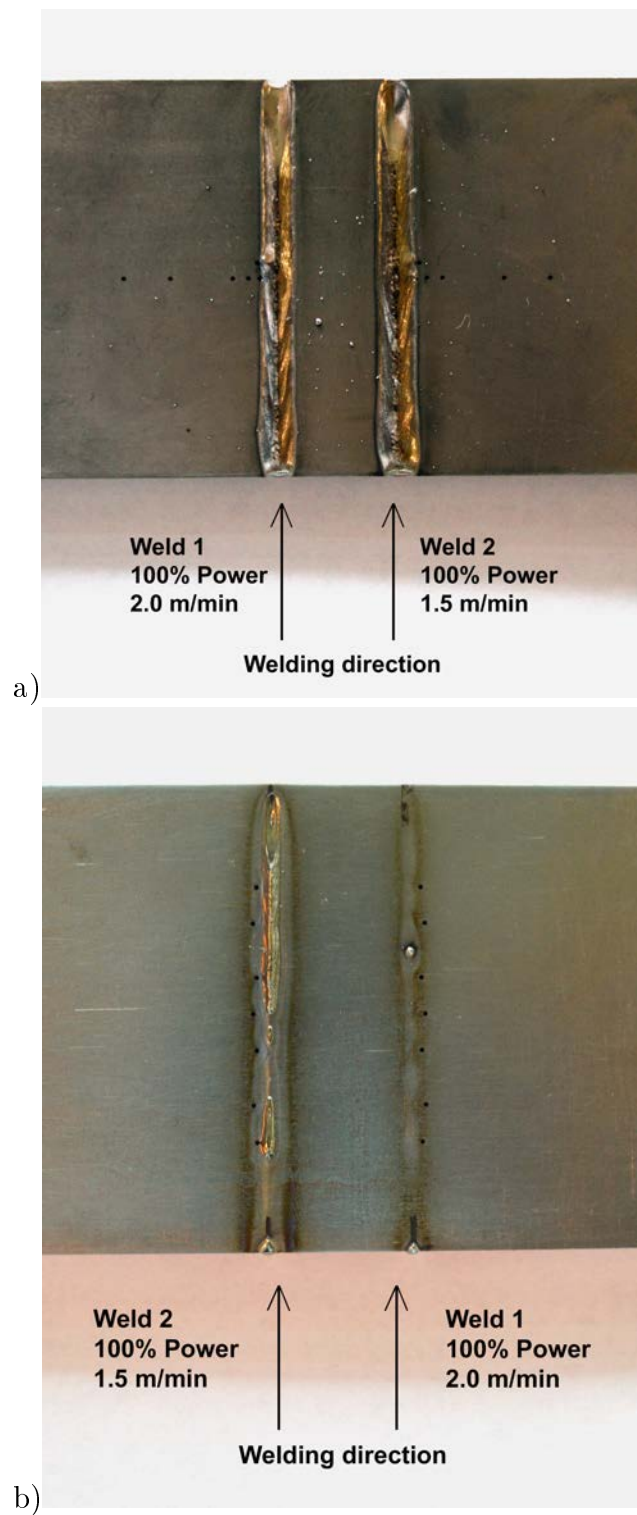 Weld 1
100% Power
2.0 m/min
Weld 2
100% Power
1.5 m/min
Welding direction
a)
Weld 2
100% Power
1.5 m/min
Weld 1
100% Power
2.0 m/min
Welding direction
b)